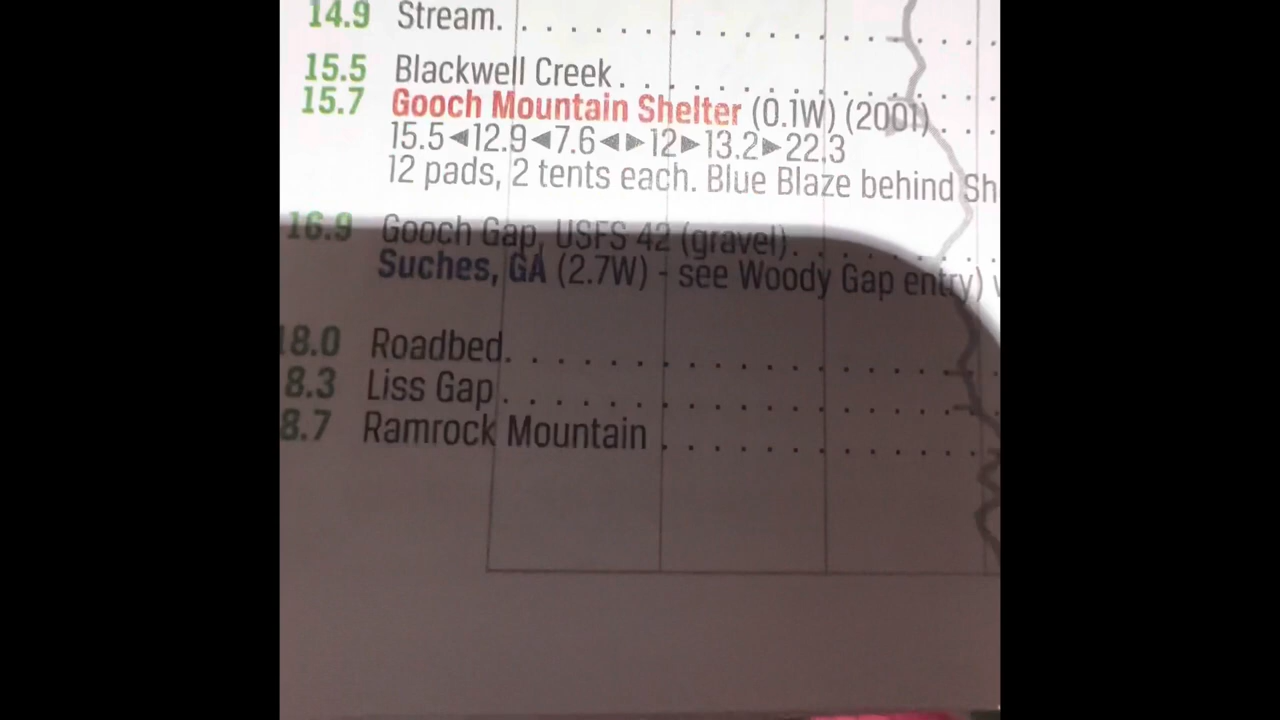 14.9 Stream. . . . . . . . . . . . . . . . . .
15.5 Blackwell Creek. . . . . . . . . . . . . . .
15.7 Gooch Mountain Shelter (0.1W) (2001). . . .
15.5◄12.9◄7.6◄►12►13.2►22.3
12 pads, 2 tents each. Blue Blaze behind Sh
16.9 Gooch Gap, USFS 42 (gravel). . . . . . . .
Suches, GA (2.7W) - see Woody Gap entry)
18.0 Roadbed. . . . . . . . . . . . . . . . . .
8.3 Liss Gap . . . . . . . . . . . . . . . . . .
8.7 Ramrock Mountain . . . . . . . . . . . . .